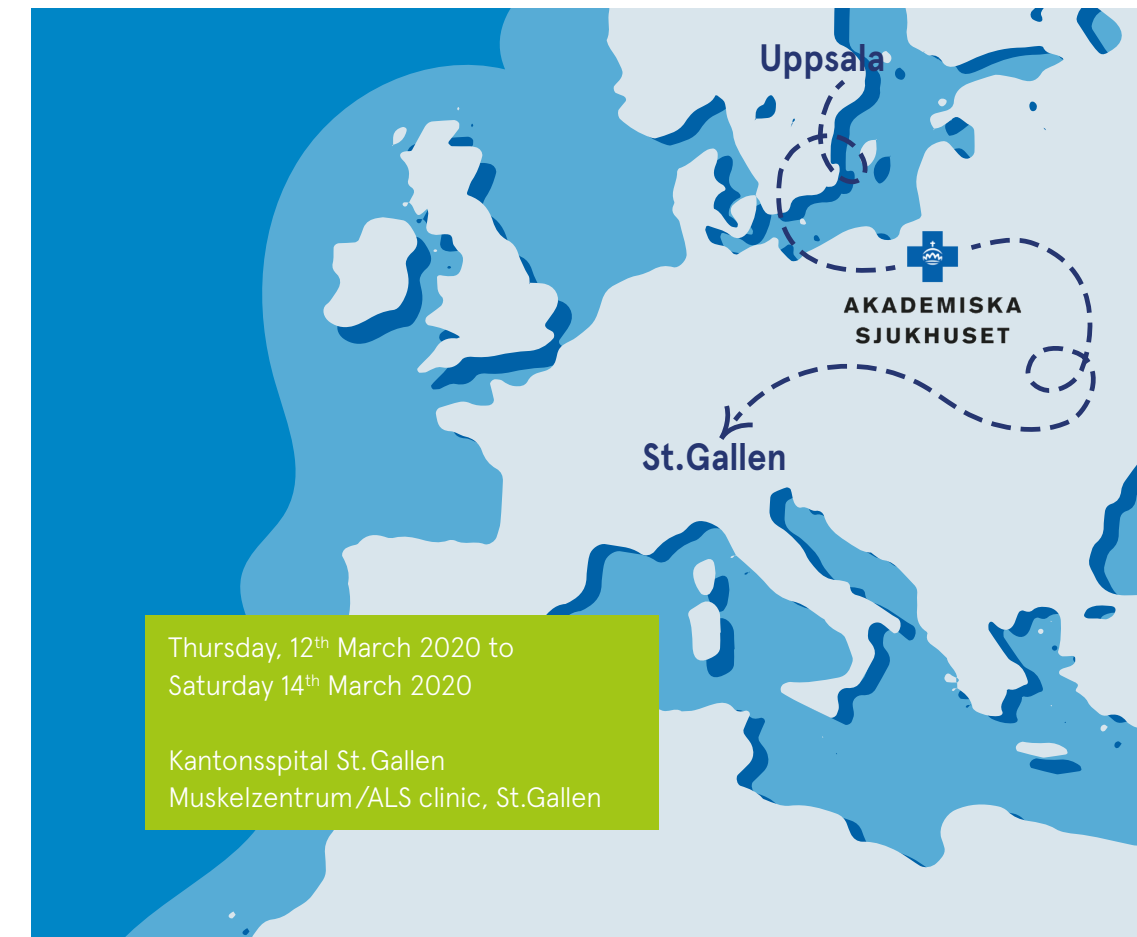 Uppsala
AKADEMISKA
SJUKHUSET
St.Gallen
Thursday, 12th March 2020 to
Saturday 14th March 2020
Kantonsspital St.Gallen
Muskelzentrum/ALS clinic, St.Gallen